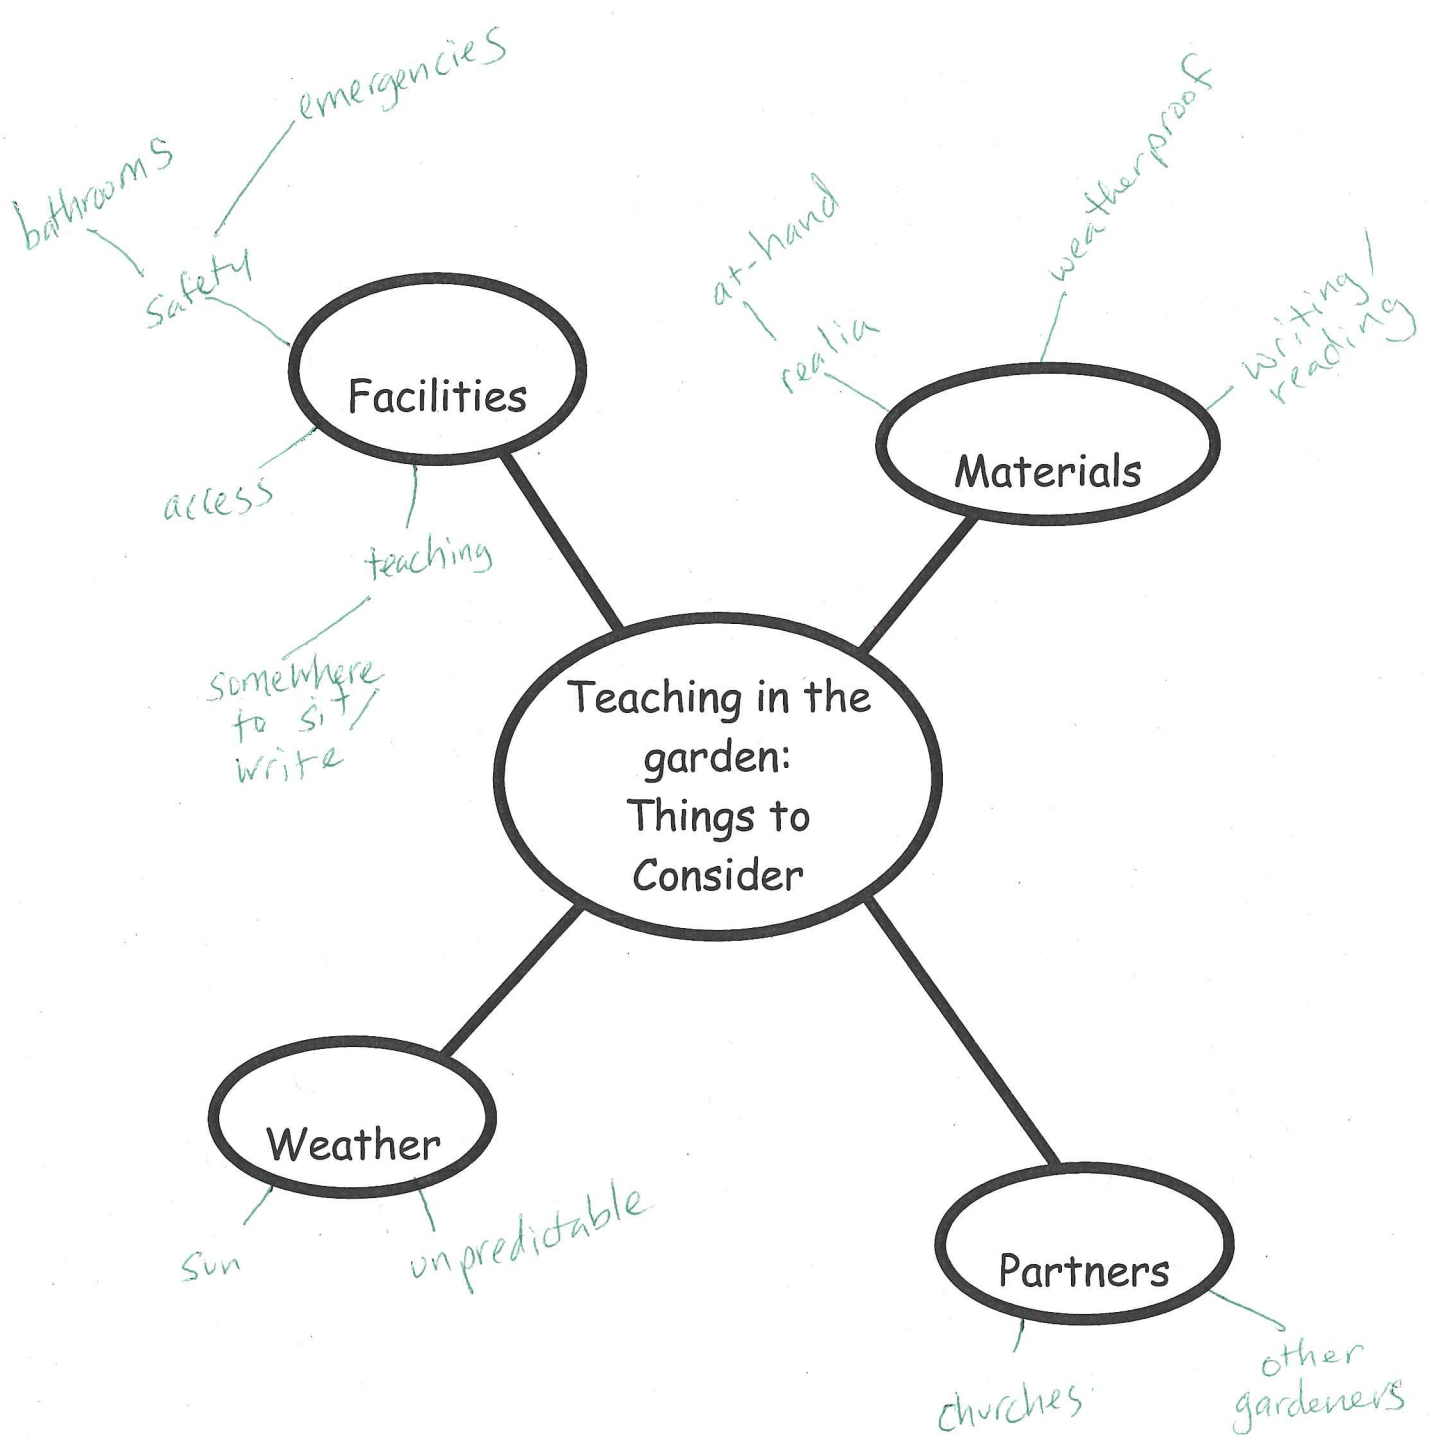 emergencies
bathrooms
safety
Facilities
access
teaching
somewhere
to sit/
write
at-hand
realia
weatherproof
writing/
reading
Materials
Teaching in the
garden:
Things to
Consider
Weather
sun
unpredictable
Partners
churches
other
gardeners